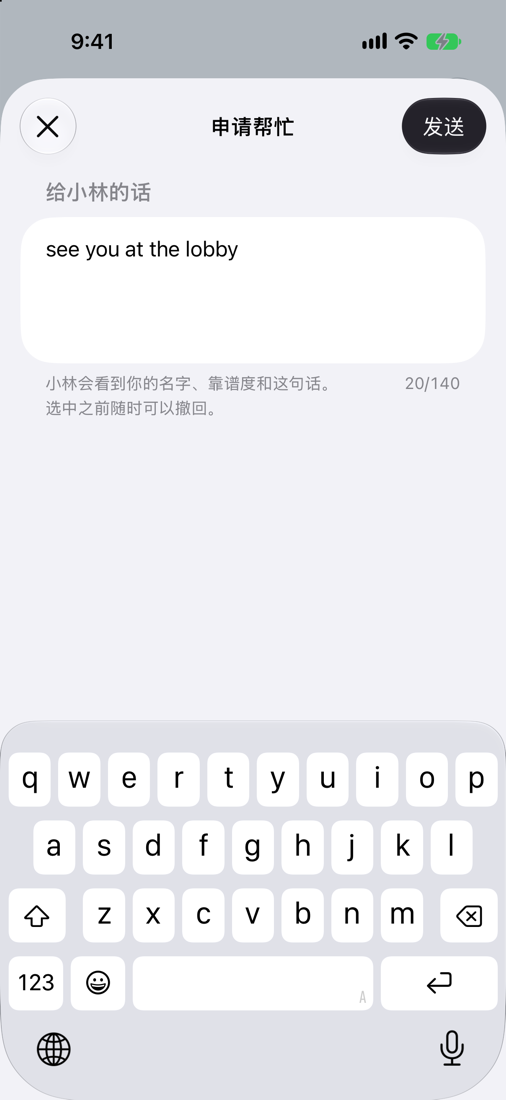 9:41
申请帮忙
发送
给小林的话
see you at the lobby
小林会看到你的名字、靠谱度和这句话。
选中之前随时可以撤回。
20/140
q w e r t y u i o p
a s d f g h j k l
z x c v b n m
123
A